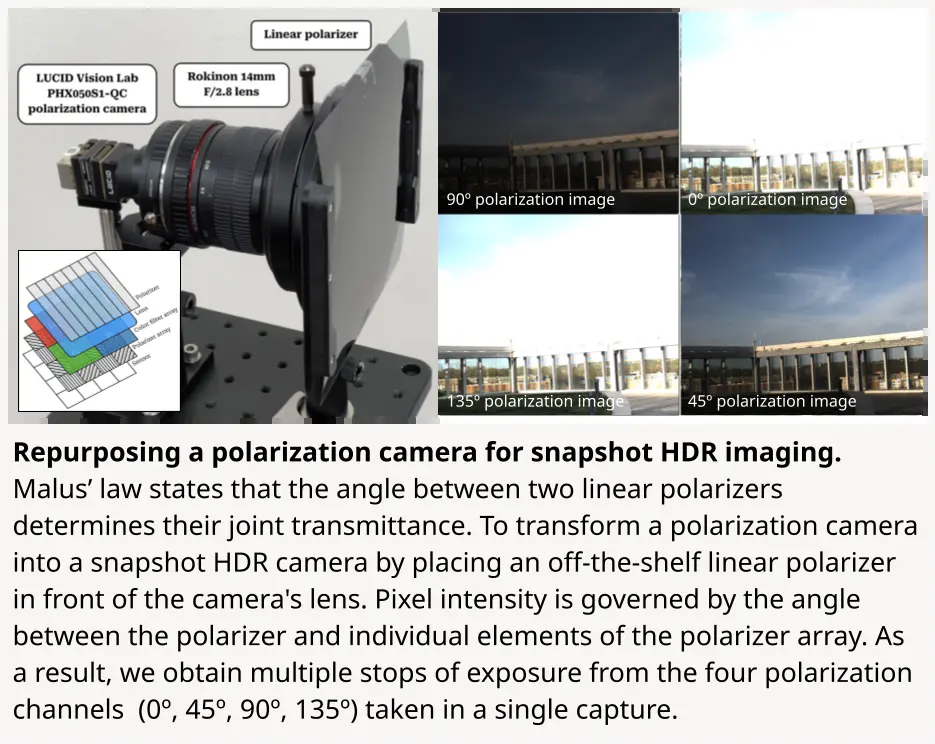 Linear polarizer
LUCID Vision Lab
PHX050S1-QC
polarization camera
Rokinon 14mm
F/2.8 lens
LUCID
Polarizer
Lens
Color filter array
Polarizer array
Sensor
90º polarization image
0º polarization image
135º polarization image
45º polarization image
Repurposing a polarization camera for snapshot HDR imaging.
Malus’ law states that the angle between two linear polarizers
determines their joint transmittance. To transform a polarization camera
into a snapshot HDR camera by placing an off-the-shelf linear polarizer
in front of the camera's lens. Pixel intensity is governed by the angle
between the polarizer and individual elements of the polarizer array. As
a result, we obtain multiple stops of exposure from the four polarization
channels  (0º, 45º, 90º, 135º) taken in a single capture.